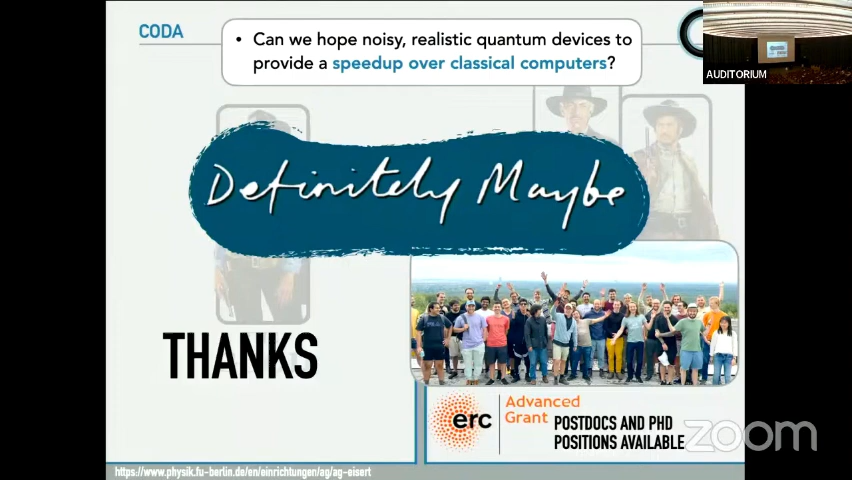 CODA
• Can we hope noisy, realistic quantum devices to
provide a speedup over classical computers?
AUDITORIUM
Definitely Maybe
THANKS
erc
Advanced
Grant
POSTDOCS AND PHD
POSITIONS AVAILABLE
zoom
https://www.physik.fu-berlin.de/en/einrichtungen/ag/ag-eisert